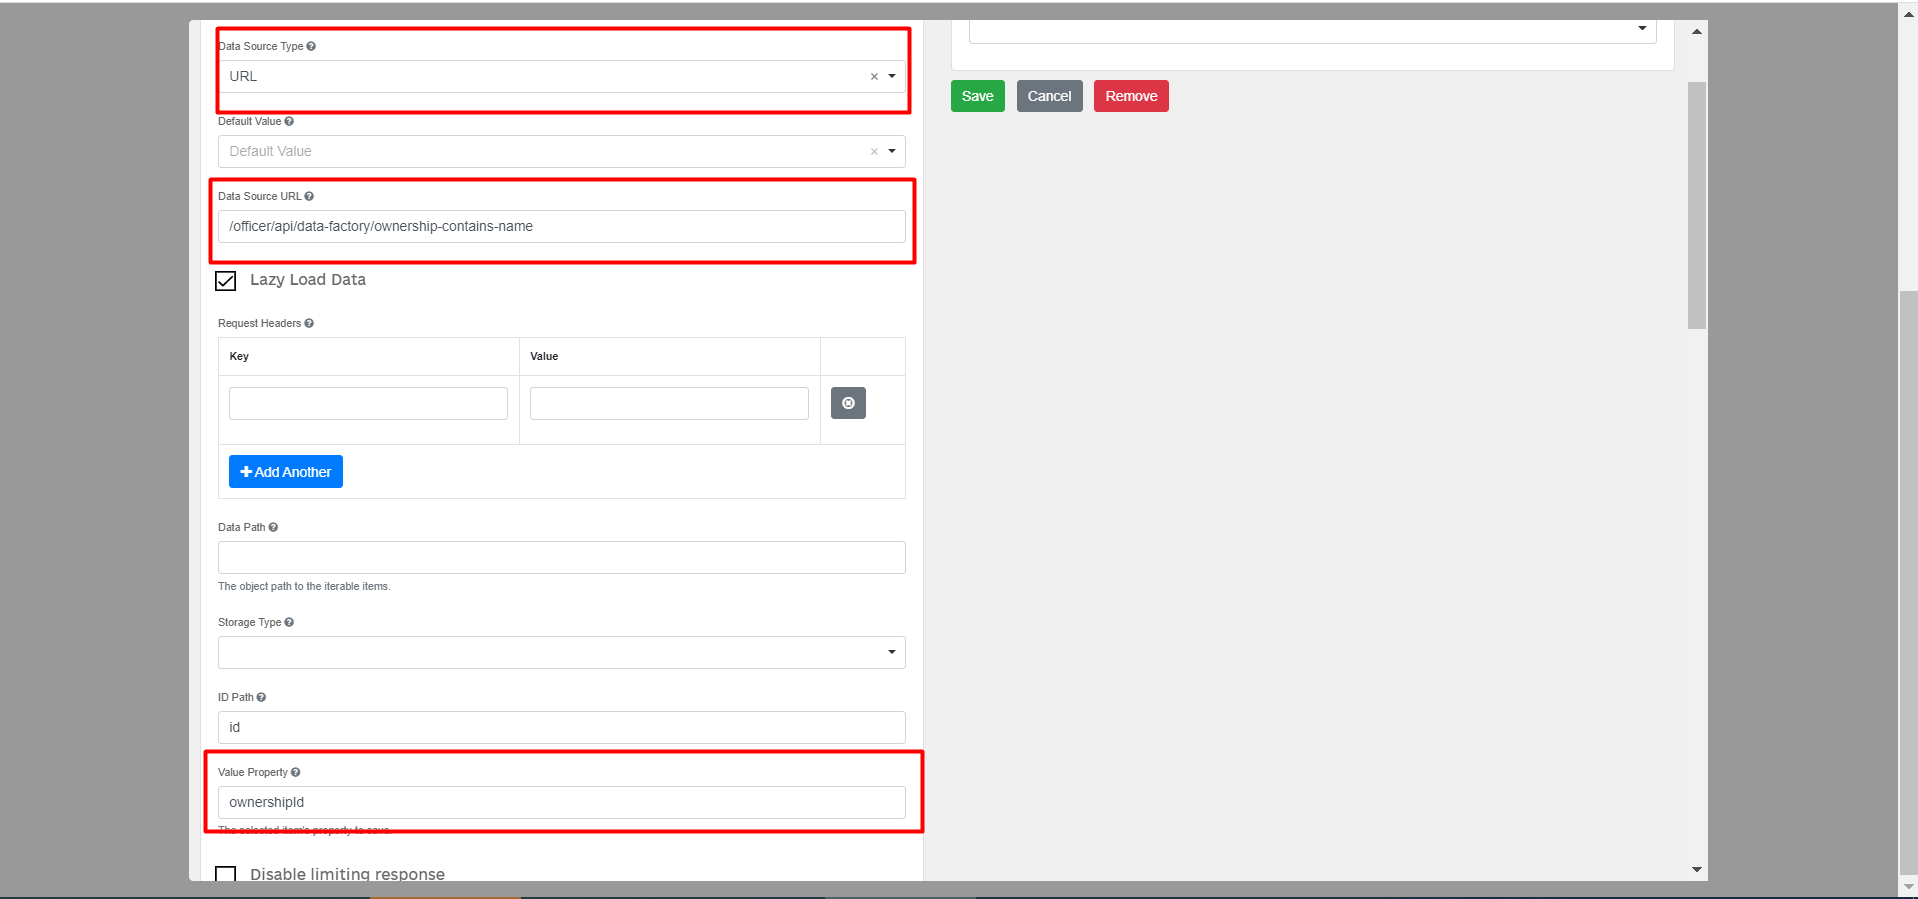 Data Source Type
URL
Default Value
Default Value
Data Source URL
/officer/api/data-factory/ownership-contains-name
Lazy Load Data
Request Headers
Key Value
Add Another
Data Path
The object path to the iterable items.
Storage Type
ID Path
id
Value Property
ownershipId
The selected item's property to save.
Disable limiting response
Save Cancel Remove